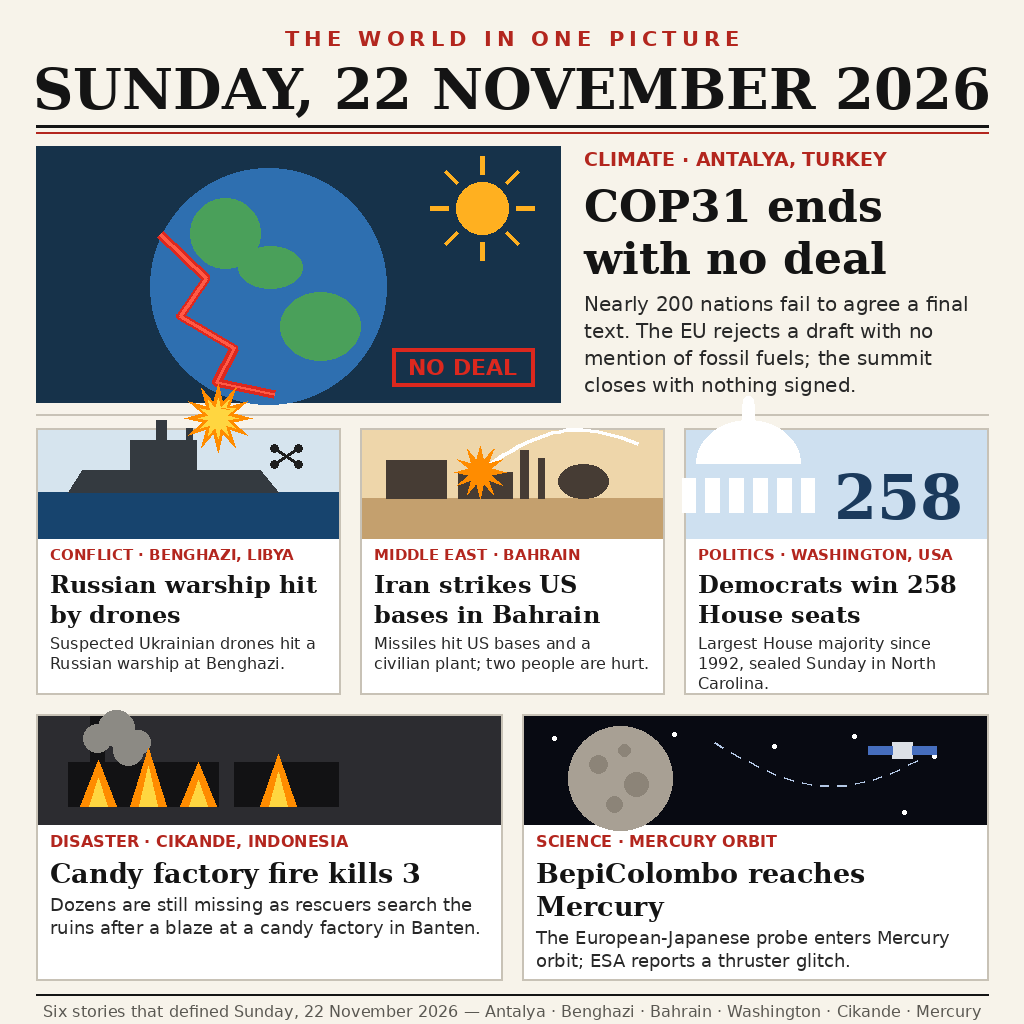 THE WORLD IN ONE PICTURE
SUNDAY, 22 NOVEMBER 2026
CLIMATE · ANTALYA, TURKEY
COP31 ends
with no deal
Nearly 200 nations fail to agree a final
text. The EU rejects a draft with no
mention of fossil fuels; the summit
closes with nothing signed.
NO DEAL
CONFLICT · BENGHAZI, LIBYA
Russian warship hit
by drones
Suspected Ukrainian drones hit a
Russian warship at Benghazi.
MIDDLE EAST · BAHRAIN
Iran strikes US
bases in Bahrain
Missiles hit US bases and a
civilian plant; two people are hurt.
258
POLITICS · WASHINGTON, USA
Democrats win 258
House seats
Largest House majority since
1992, sealed Sunday in North
Carolina.
DISASTER · CIKANDE, INDONESIA
Candy factory fire kills 3
Dozens are still missing as rescuers search the
ruins after a blaze at a candy factory in Banten.
SCIENCE · MERCURY ORBIT
BepiColombo reaches
Mercury
The European-Japanese probe enters Mercury
orbit; ESA reports a thruster glitch.
Six stories that defined Sunday, 22 November 2026 — Antalya · Benghazi · Bahrain · Washington · Cikande · Mercury